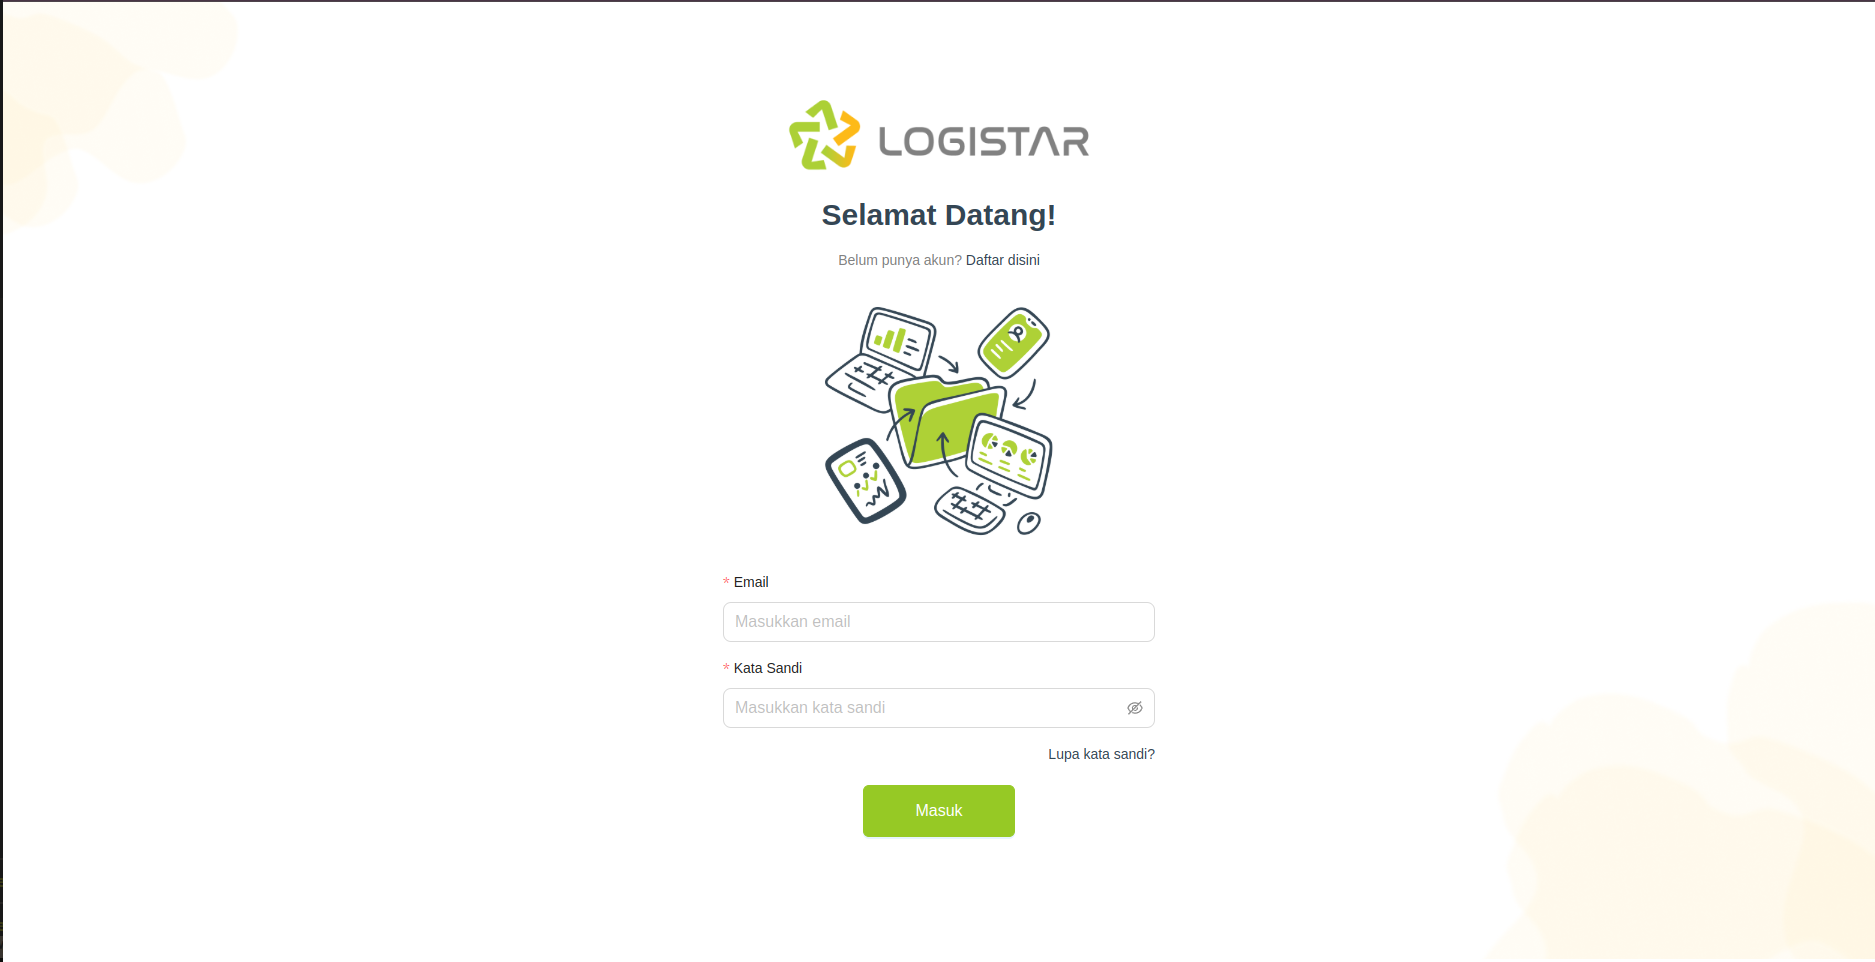 LOGISTAR
Selamat Datang!
Belum punya akun? Daftar disini
* Email
Masukkan email
* Kata Sandi
Masukkan kata sandi
Lupa kata sandi?
Masuk